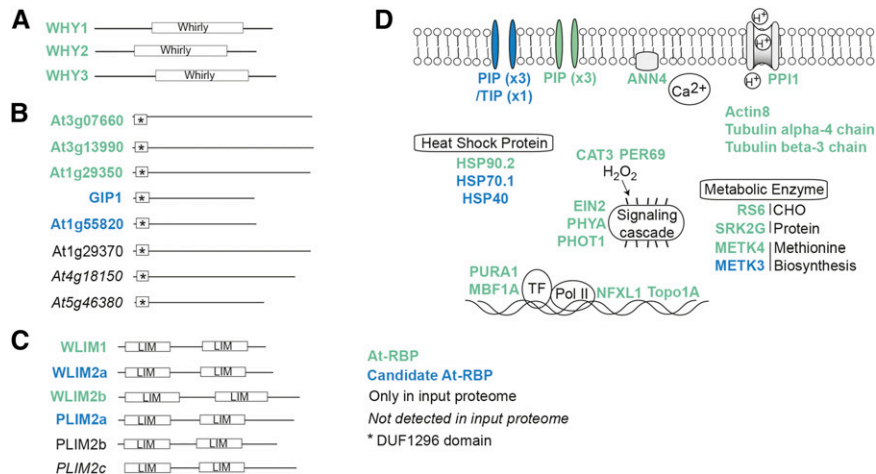 A
WHY1 Whirly
WHY2 Whirly
WHY3 Whirly
B
At3g07660 *
At3g13990 *
At1g29350 *
GIP1 *
At1g55820 *
At1g29370 *
At4g18150 *
At5g46380 *
C
WLIM1 LIM LIM
WLIM2a LIM LIM
WLIM2b LIM LIM
PLIM2a LIM LIM
PLIM2b LIM LIM
PLIM2c LIM LIM
D
H+
H+
H+
PIP (x3)
/TIP (x1)
PIP (x3)
ANN4
Ca2+
PPI1
Actin8
Tubulin alpha-4 chain
Tubulin beta-3 chain
Heat Shock Protein
HSP90.2
HSP70.1
HSP40
CAT3 PER69
H2O2
EIN2
PHYA
PHOT1
Signaling
cascade
Metabolic Enzyme
RS6 CHO
SRK2G Protein
METK4 Methionine
METK3 Biosynthesis
PURA1
MBF1A
TF
Pol II
NFXL1 Topo1A
At-RBP
Candidate At-RBP
Only in input proteome
Not detected in input proteome
* DUF1296 domain